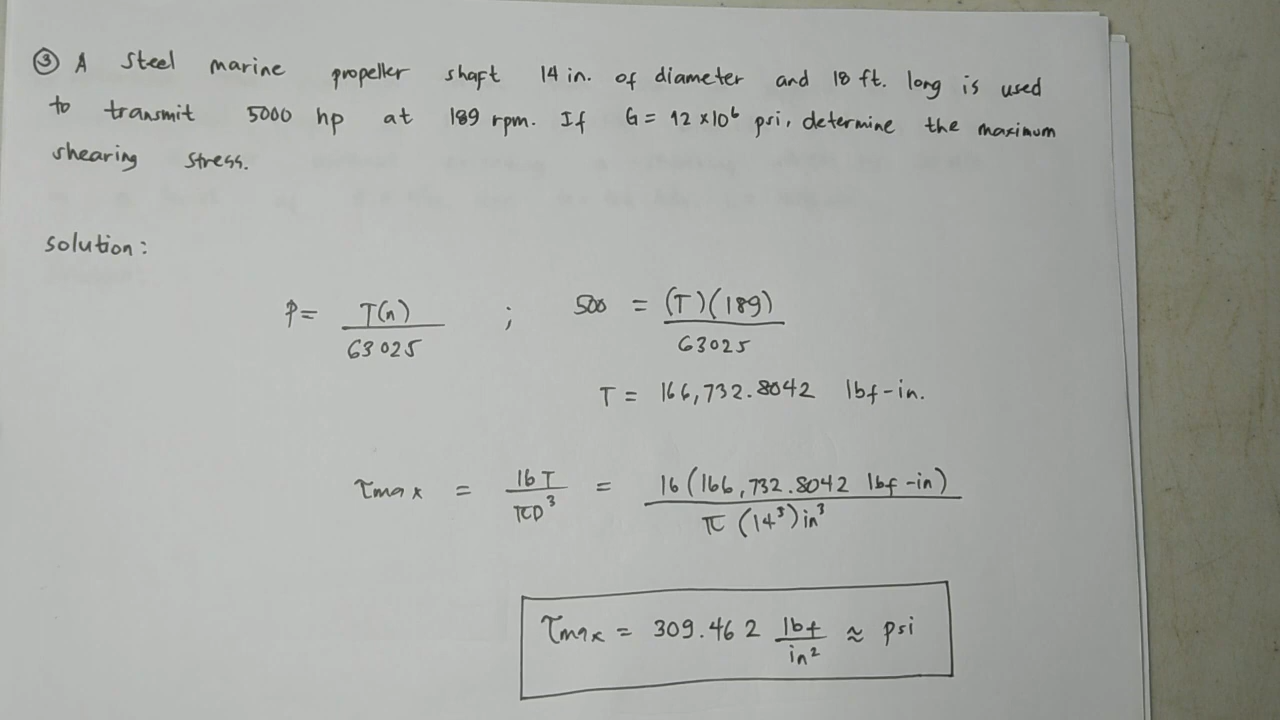 ③ A steel marine propeller shaft 14 in. of diameter and 18 ft. long is used
to transmit 5000 hp at 189 rpm. If G = 12 x10⁶ psi, determine the maximum
shearing stress.
solution:
P = T(n) / 63025 ; 500 = (T)(189) / 63025
T = 166,732.8042 lbf-in.
τmax = 16T / πD³ = 16(166,732.8042 lbf-in) / π (14³)in³
τmax = 309.462 lbf / in² ≈ psi